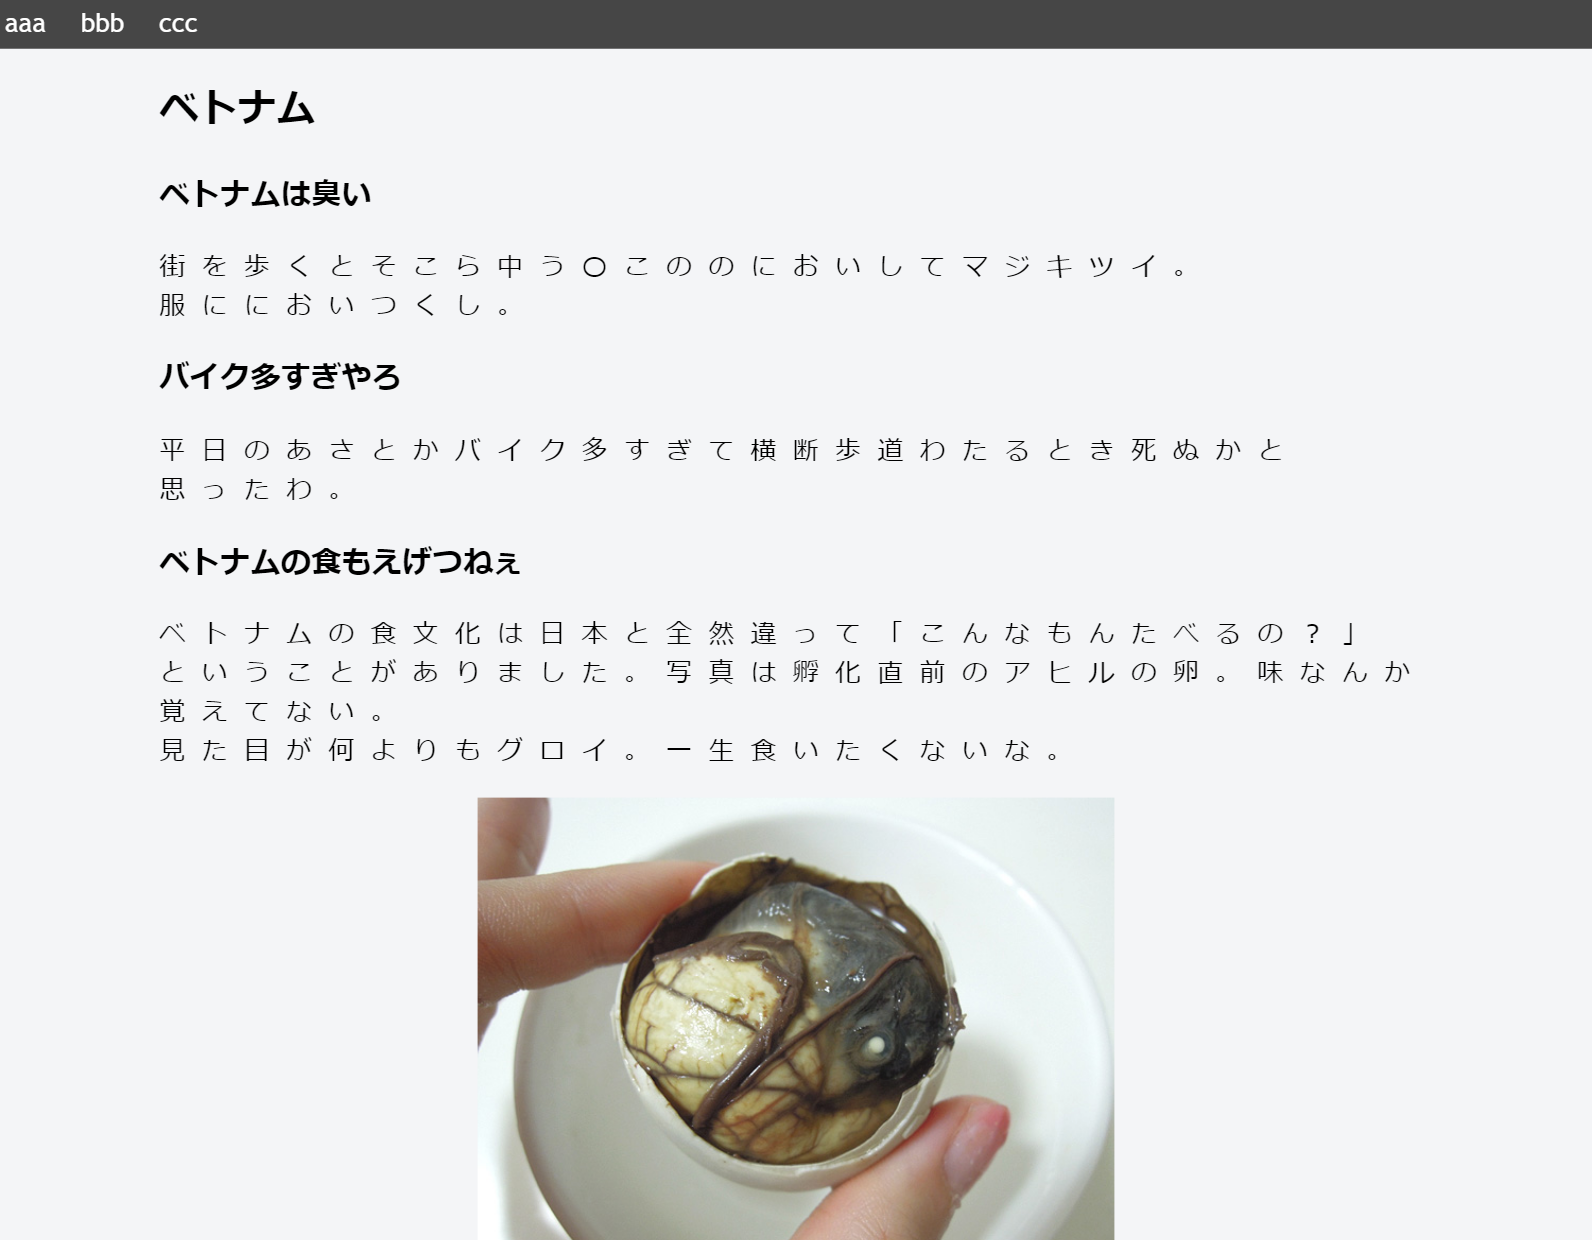 aaa bbb ccc
ベトナム
ベトナムは臭い
街を歩くとそこら中う〇こののにおいしてマジキツイ。
服ににおいつくし。
バイク多すぎやろ
平日のあさとかバイク多すぎて横断歩道わたるとき死ぬかと
思ったわ。
ベトナムの食もえげつねぇ
ベトナムの食文化は日本と全然違って「こんなもんたべるの？」
ということがありました。写真は孵化直前のアヒルの卵。味なんか
覚えてない。
見た目が何よりもグロイ。一生食いたくないな。